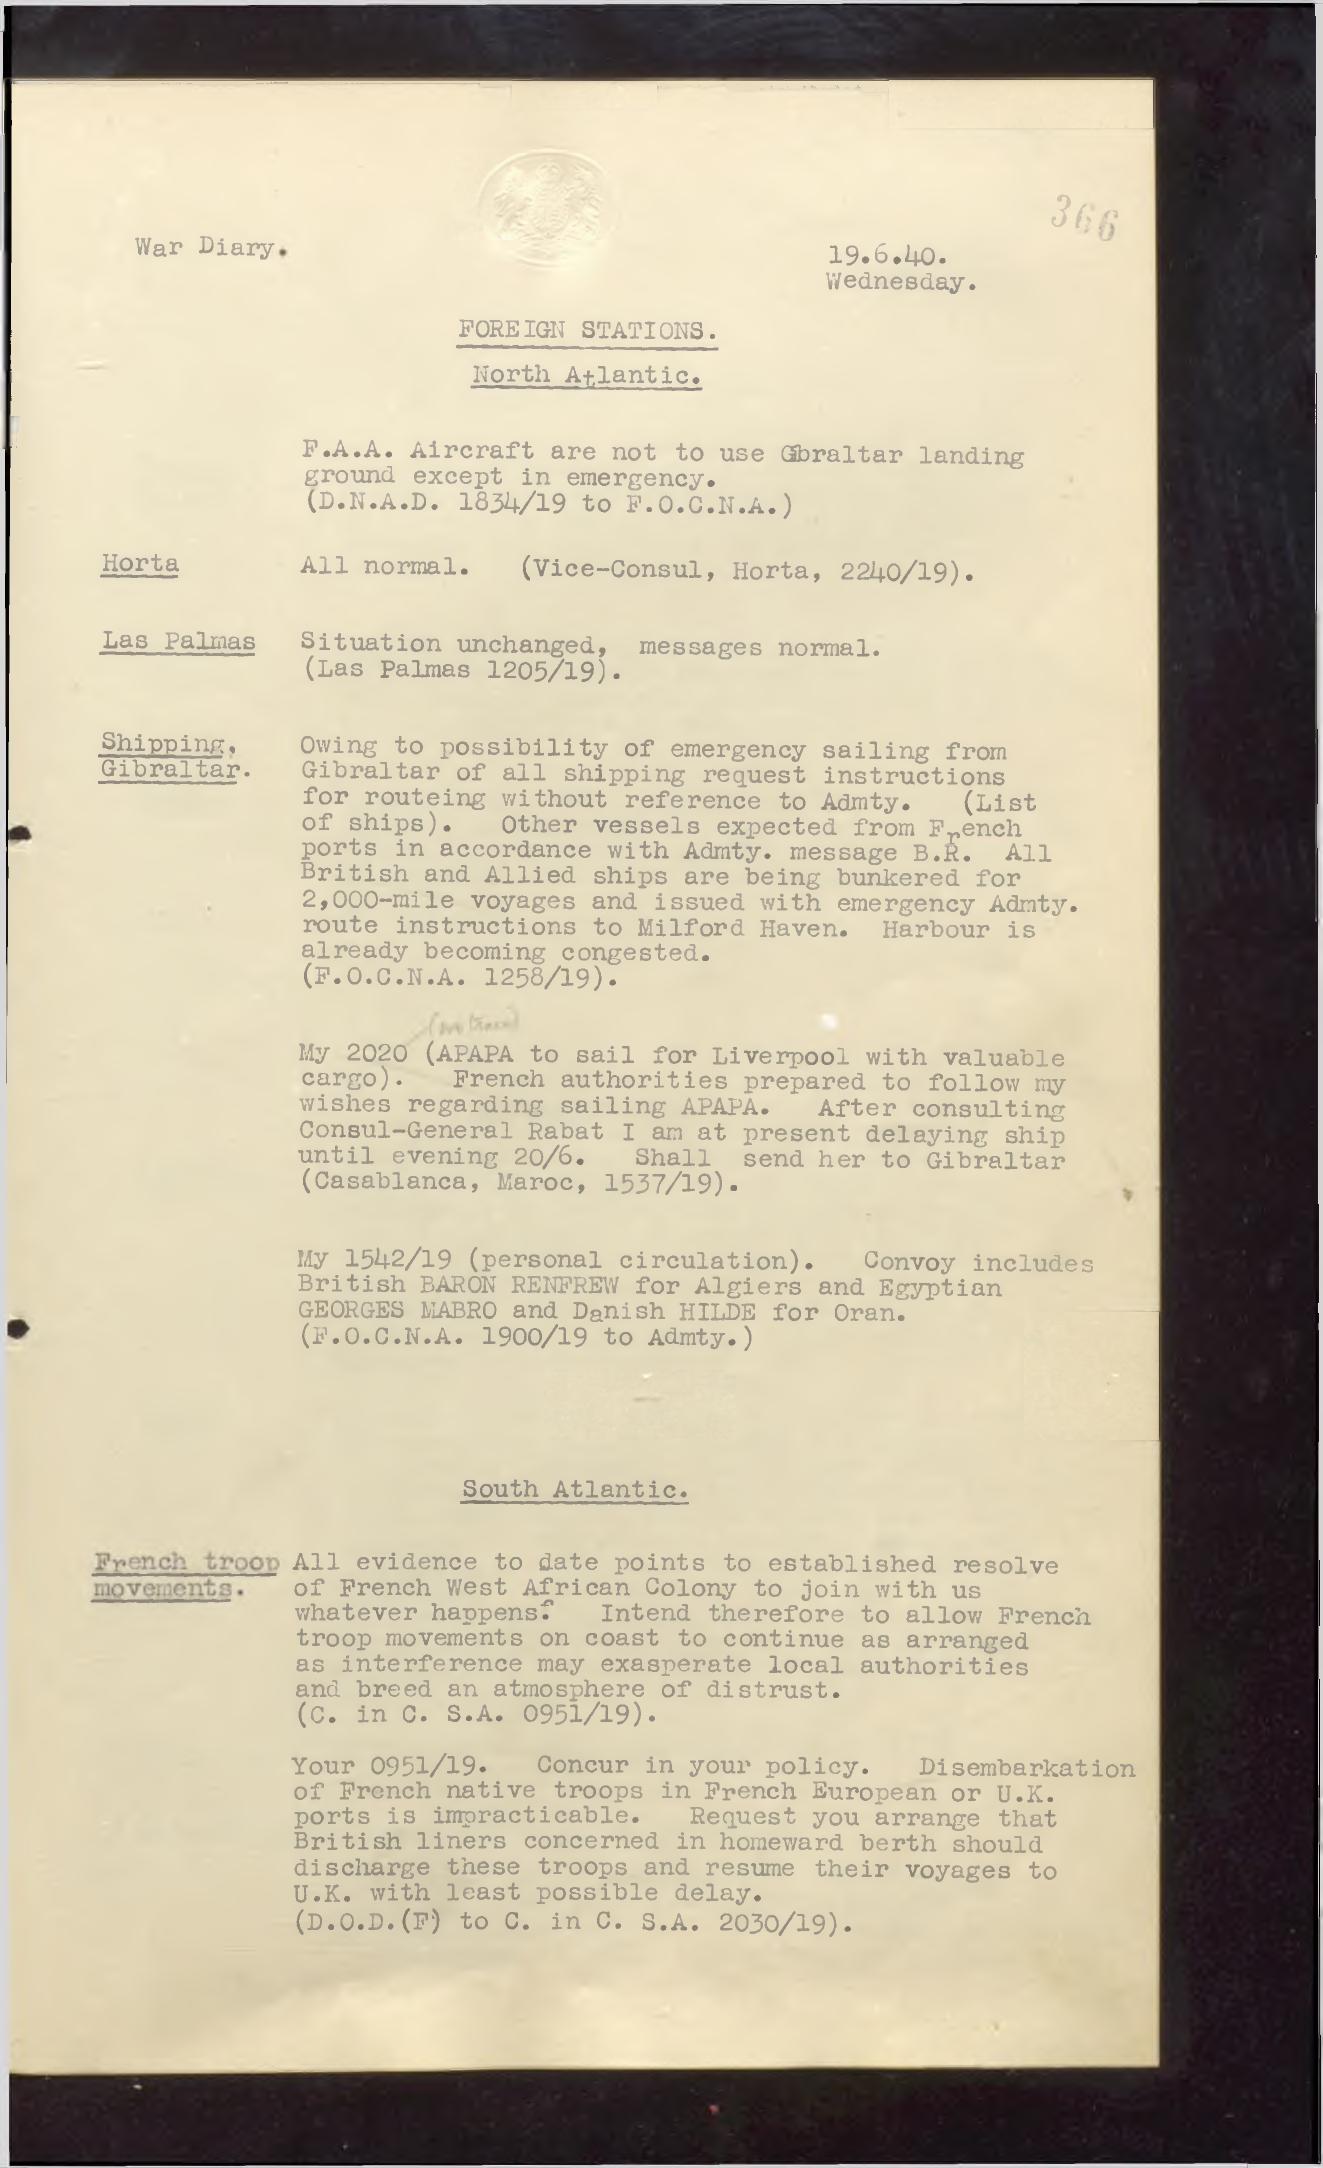 366
War Diary.
19.6.40.
Wednesday.
FOREIGN STATIONS.
North Atlantic.
F.A.A. Aircraft are not to use Gibraltar landing
ground except in emergency.
(D.N.A.D. 1834/19 to F.O.C.N.A.)
Horta All normal. (Vice-Consul, Horta, 2240/19).
Las Palmas Situation unchanged, messages normal.
(Las Palmas 1205/19).
Shipping, Owing to possibility of emergency sailing from
Gibraltar. Gibraltar of all shipping request instructions
for routeing without reference to Admty. (List
of ships). Other vessels expected from French
ports in accordance with Admty. message B.R. All
British and Allied ships are being bunkered for
2,000-mile voyages and issued with emergency Admty.
route instructions to Milford Haven. Harbour is
already becoming congested.
(F.O.C.N.A. 1258/19).
(no trace)
My 2020 (APAPA to sail for Liverpool with valuable
cargo). French authorities prepared to follow my
wishes regarding sailing APAPA. After consulting
Consul-General Rabat I am at present delaying ship
until evening 20/6. Shall send her to Gibraltar
(Casablanca, Maroc, 1537/19).
My 1542/19 (personal circulation). Convoy includes
British BARON RENFREW for Algiers and Egyptian
GEORGES MABRO and Danish HILDE for Oran.
(F.O.C.N.A. 1900/19 to Admty.)
South Atlantic.
French troop All evidence to date points to established resolve
movements. of French West African Colony to join with us
whatever happens. Intend therefore to allow French
troop movements on coast to continue as arranged
as interference may exasperate local authorities
and breed an atmosphere of distrust.
(C. in C. S.A. 0951/19).
Your 0951/19. Concur in your policy. Disembarkation
of French native troops in French European or U.K.
ports is impracticable. Request you arrange that
British liners concerned in homeward berth should
discharge these troops and resume their voyages to
U.K. with least possible delay.
(D.O.D.(F) to C. in C. S.A. 2030/19).